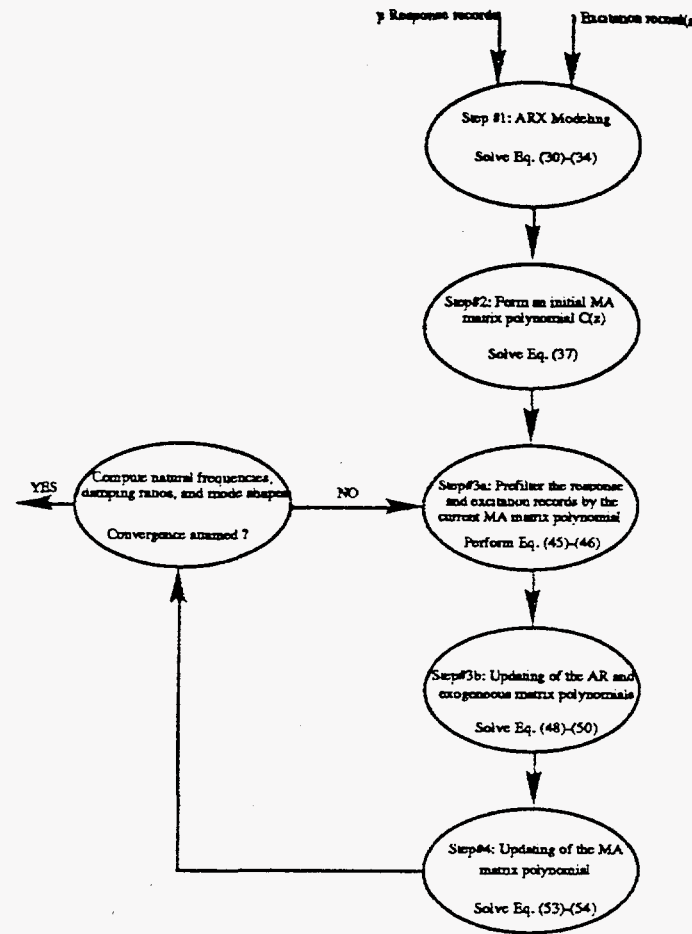 Response records
Excitation record(s
Step #1: ARX Modeling
Solve Eq. (30)-(34)
Step#2: Form an initial MA
matrix polynomial C(z)
Solve Eq. (37)
Compute natural frequencies,
damping ratios, and mode shapes
Convergence attained ?
YES
NO
Step#3a: Prefilter the response
and excitation records by the
current MA matrix polynomial
Perform Eq. (45)-(46)
Step#3b: Updating of the AR and
exogeneous matrix polynomials
Solve Eq. (48)-(50)
Step#4: Updating of the MA
matrix polynomial
Solve Eq. (53)-(54)